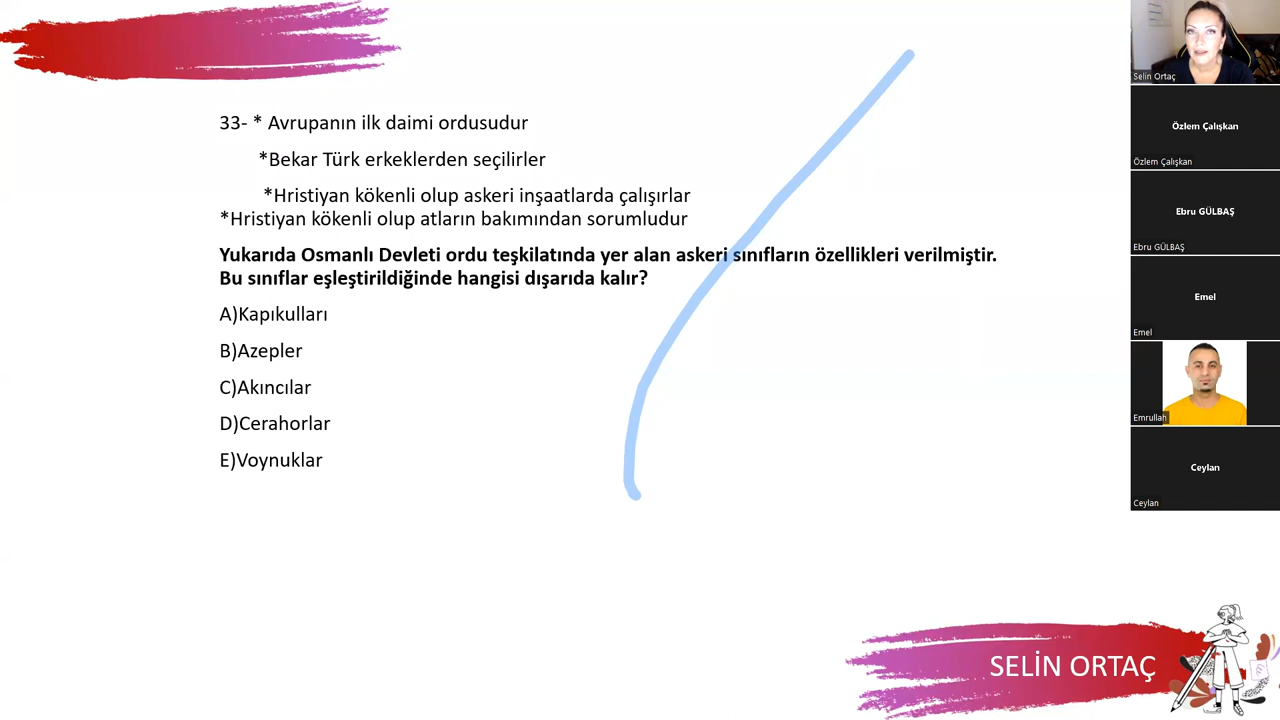 33- * Avrupanın ilk daimi ordusudur
*Bekar Türk erkeklerden seçilirler
*Hristiyan kökenli olup askeri inşaatlarda çalışırlar
*Hristiyan kökenli olup atların bakımından sorumludur
Yukarıda Osmanlı Devleti ordu teşkilatında yer alan askeri sınıfların özellikleri verilmiştir.
Bu sınıflar eşleştirildiğinde hangisi dışarıda kalır?
A)Kapıkulları
B)Azepler
C)Akıncılar
D)Cerahorlar
E)Voynuklar
SELİN ORTAÇ
Selin Ortaç
Özlem Çalışkan
Özlem Çalışkan
Ebru GÜLBAŞ
Ebru GÜLBAŞ
Emel
Emel
Emrullah
Ceylan
Ceylan